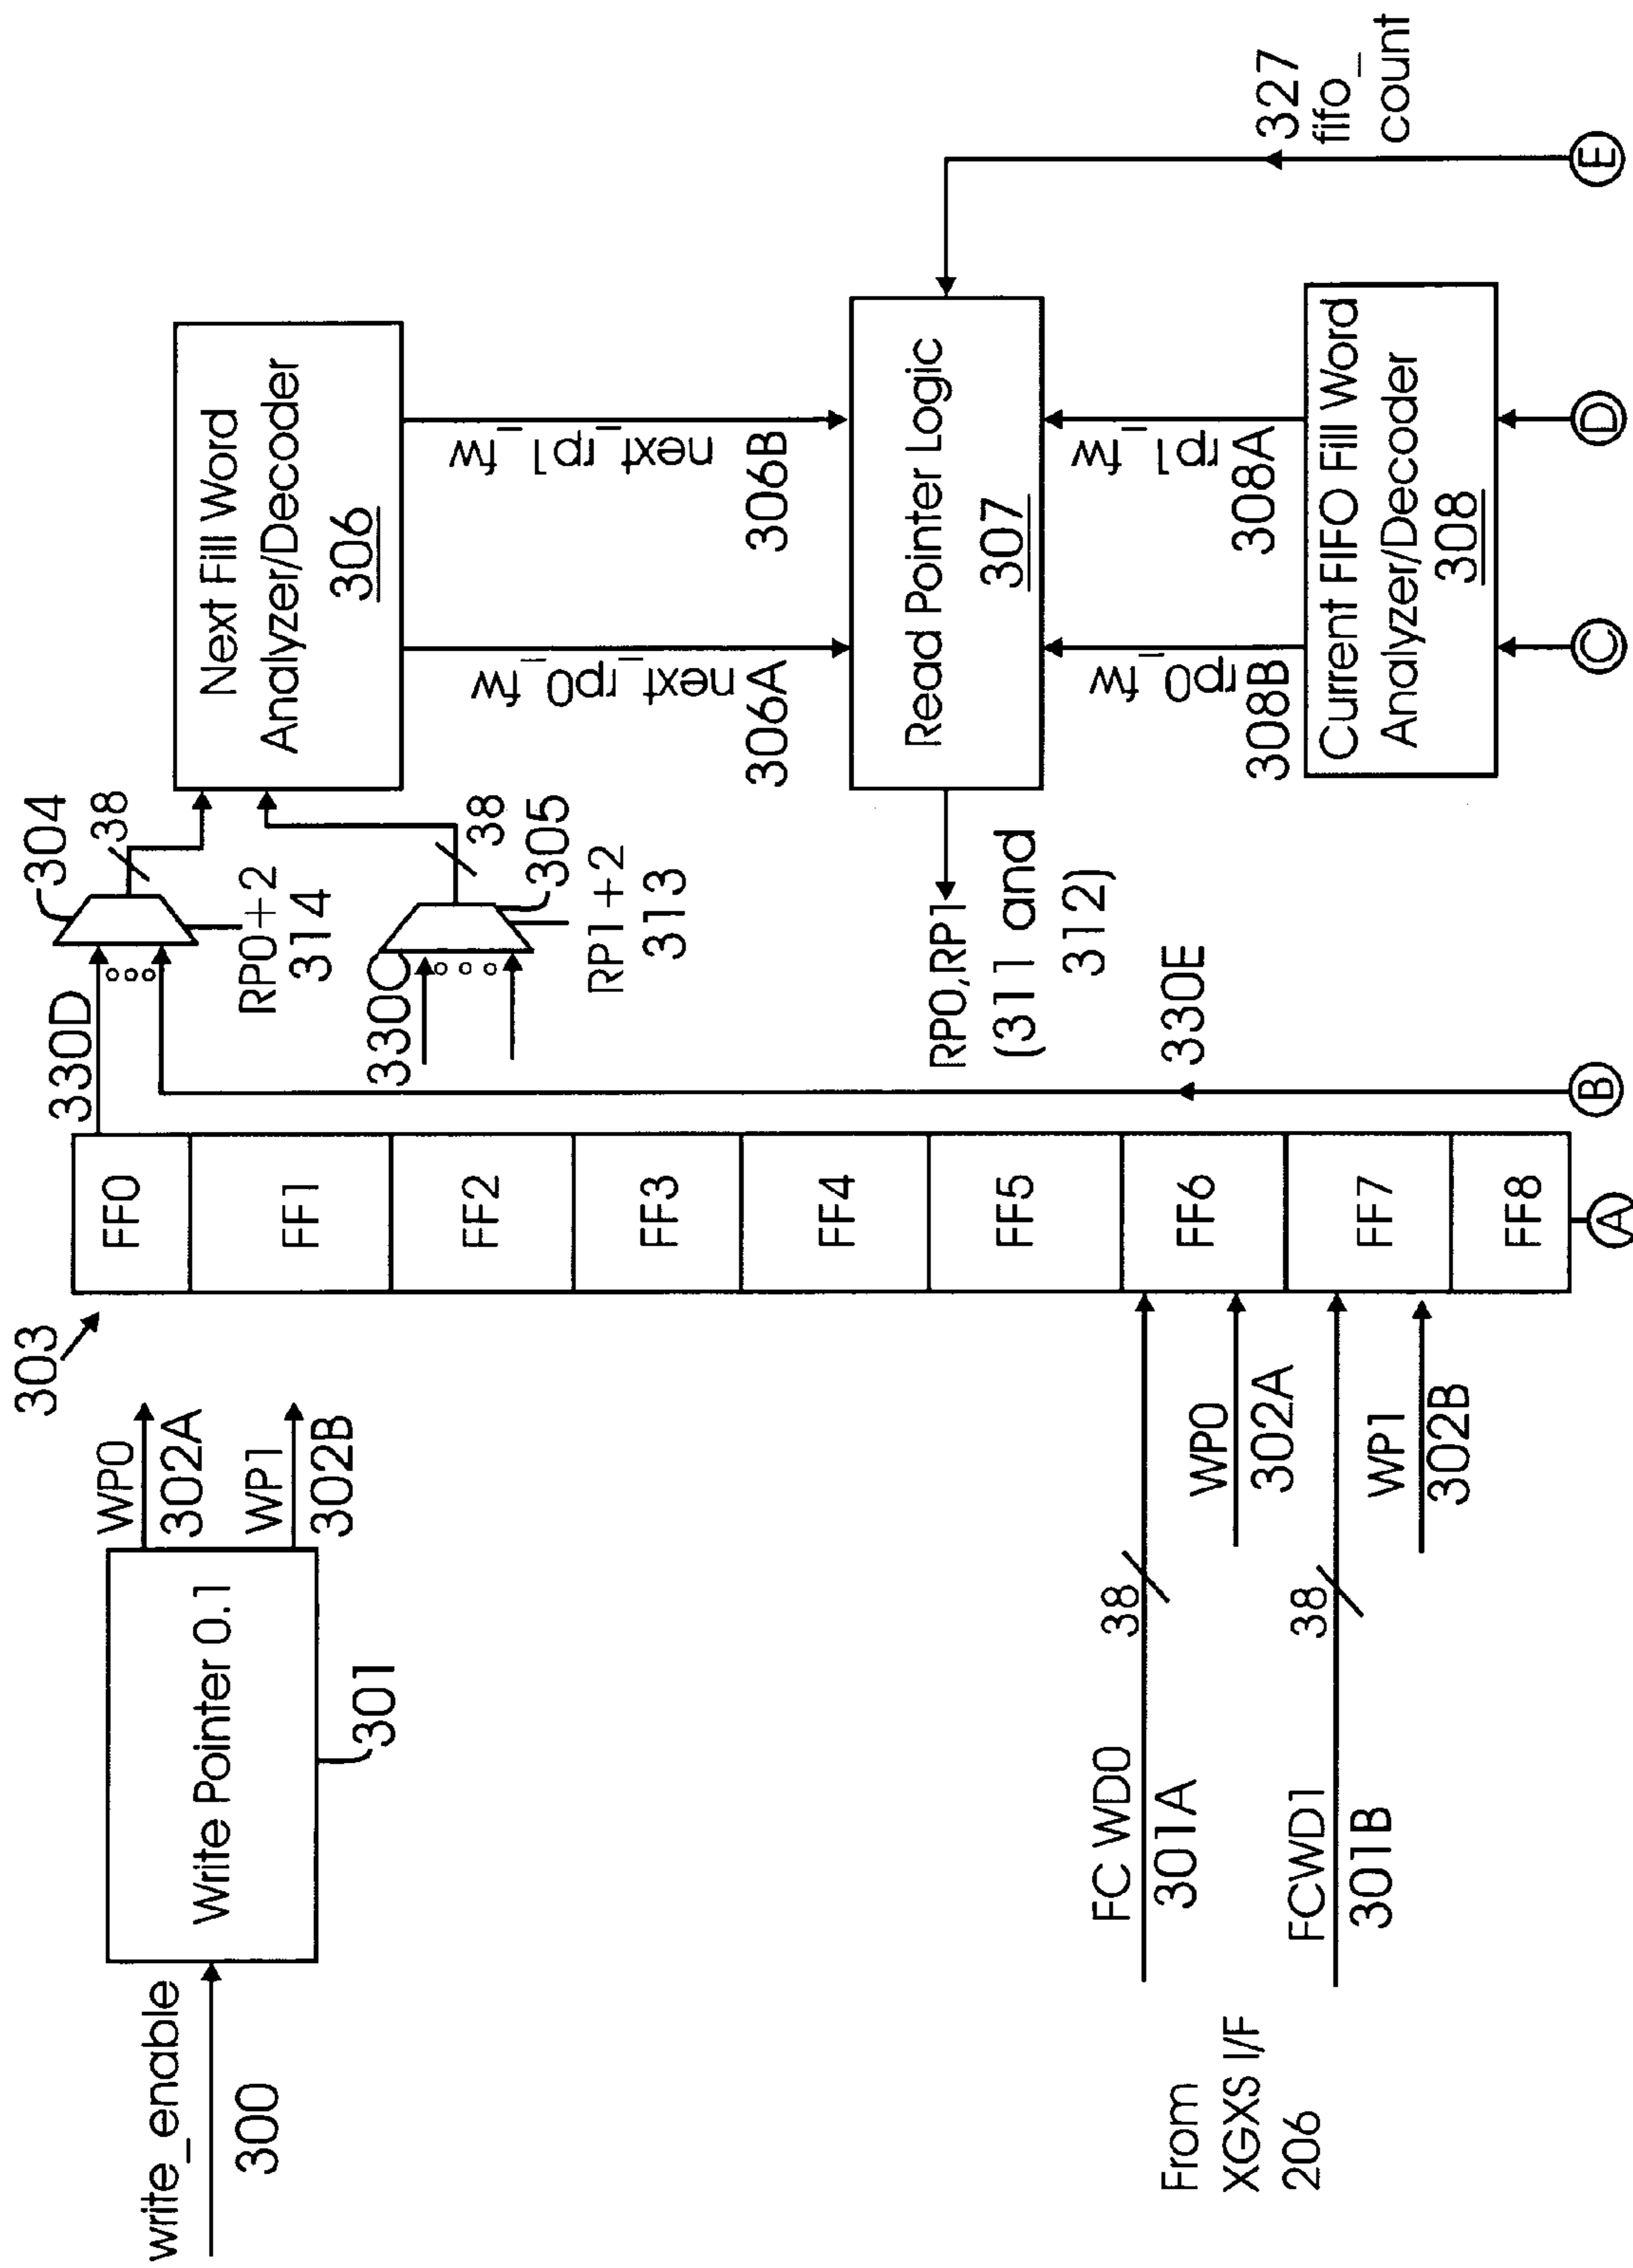 write_enable
300
Write Pointer 0.1
301
WP0
302A
WP1
302B
303
From
XGXS I/F
206
FC WD0
301A
38
FCWD1
301B
38
WP0
302A
WP1
302B
FF0
FF1
FF2
FF3
FF4
FF5
FF6
FF7
FF8
A
B
330D
330E
304
38
RP0+2
314
330
38
305
RP1+2
313
Next Fill Word
Analyzer/Decoder
306
next_rp0_fw
306A
next_rp1_fw
306B
RP0,RP1
(311 and
312)
Read Pointer Logic
307
rp0_fw
308B
rp1_fw
308A
Current FIFO Fill Word
Analyzer/Decoder
308
C
D
327
fifo_
count
E